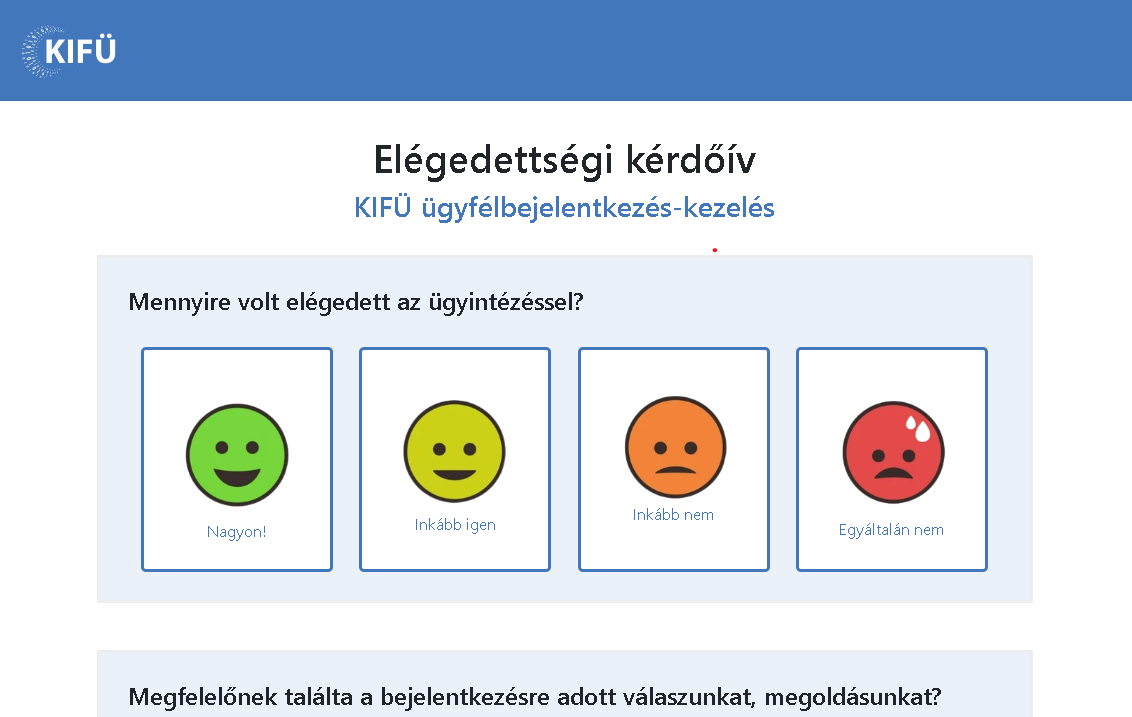 KIFÜ
Elégedettségi kérdőív
KIFÜ ügyfélbejelentkezés-kezelés
Mennyire volt elégedett az ügyintézéssel?
Nagyon!
Inkább igen
Inkább nem
Egyáltalán nem
Megfelelőnek találta a bejelentkezésre adott válaszunkat, megoldásunkat?